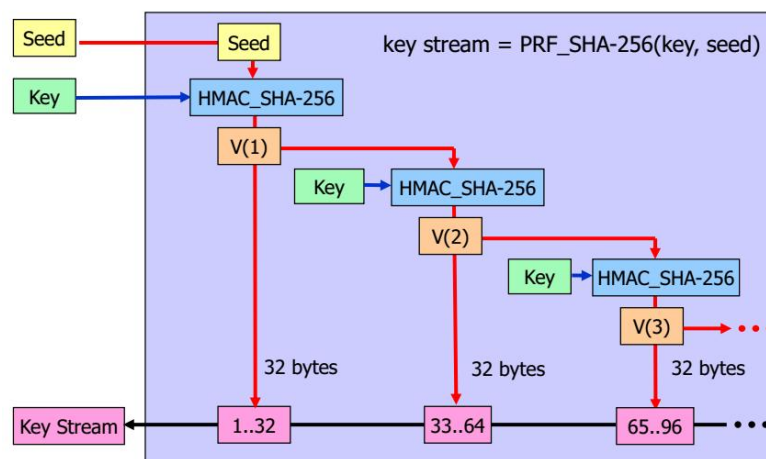 Seed
Seed
key stream = PRF_SHA-256(key, seed)
Key
HMAC_SHA-256
V(1)
Key
HMAC_SHA-256
V(2)
Key
HMAC_SHA-256
V(3)
32 bytes
32 bytes
32 bytes
Key Stream
1..32
33..64
65..96